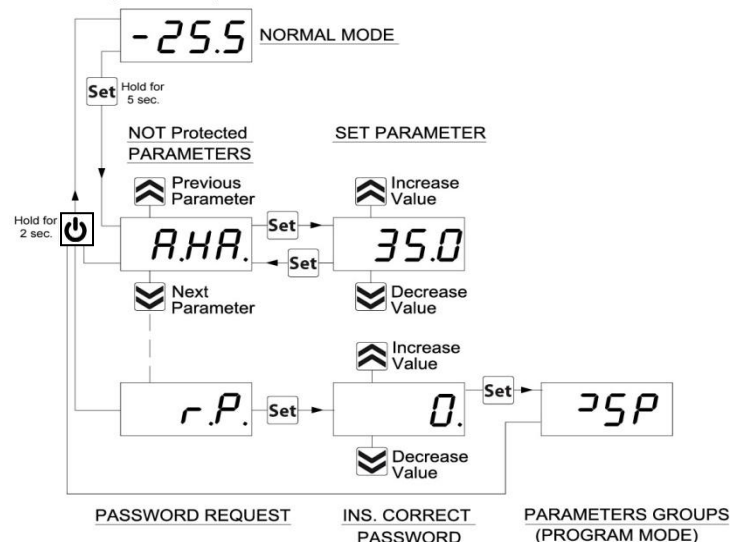 -25.5 NORMAL MODE
Set Hold for
5 sec.
NOT Protected
PARAMETERS
SET PARAMETER
Previous
Parameter
Increase
Value
Hold for
2 sec.
A.HA.
Set
Set
35.0
Next
Parameter
Decrease
Value
Increase
Value
r.P.
Set
0.
Set
⊐SP
Decrease
Value
PASSWORD REQUEST
INS. CORRECT
PASSWORD
PARAMETERS GROUPS
(PROGRAM MODE)